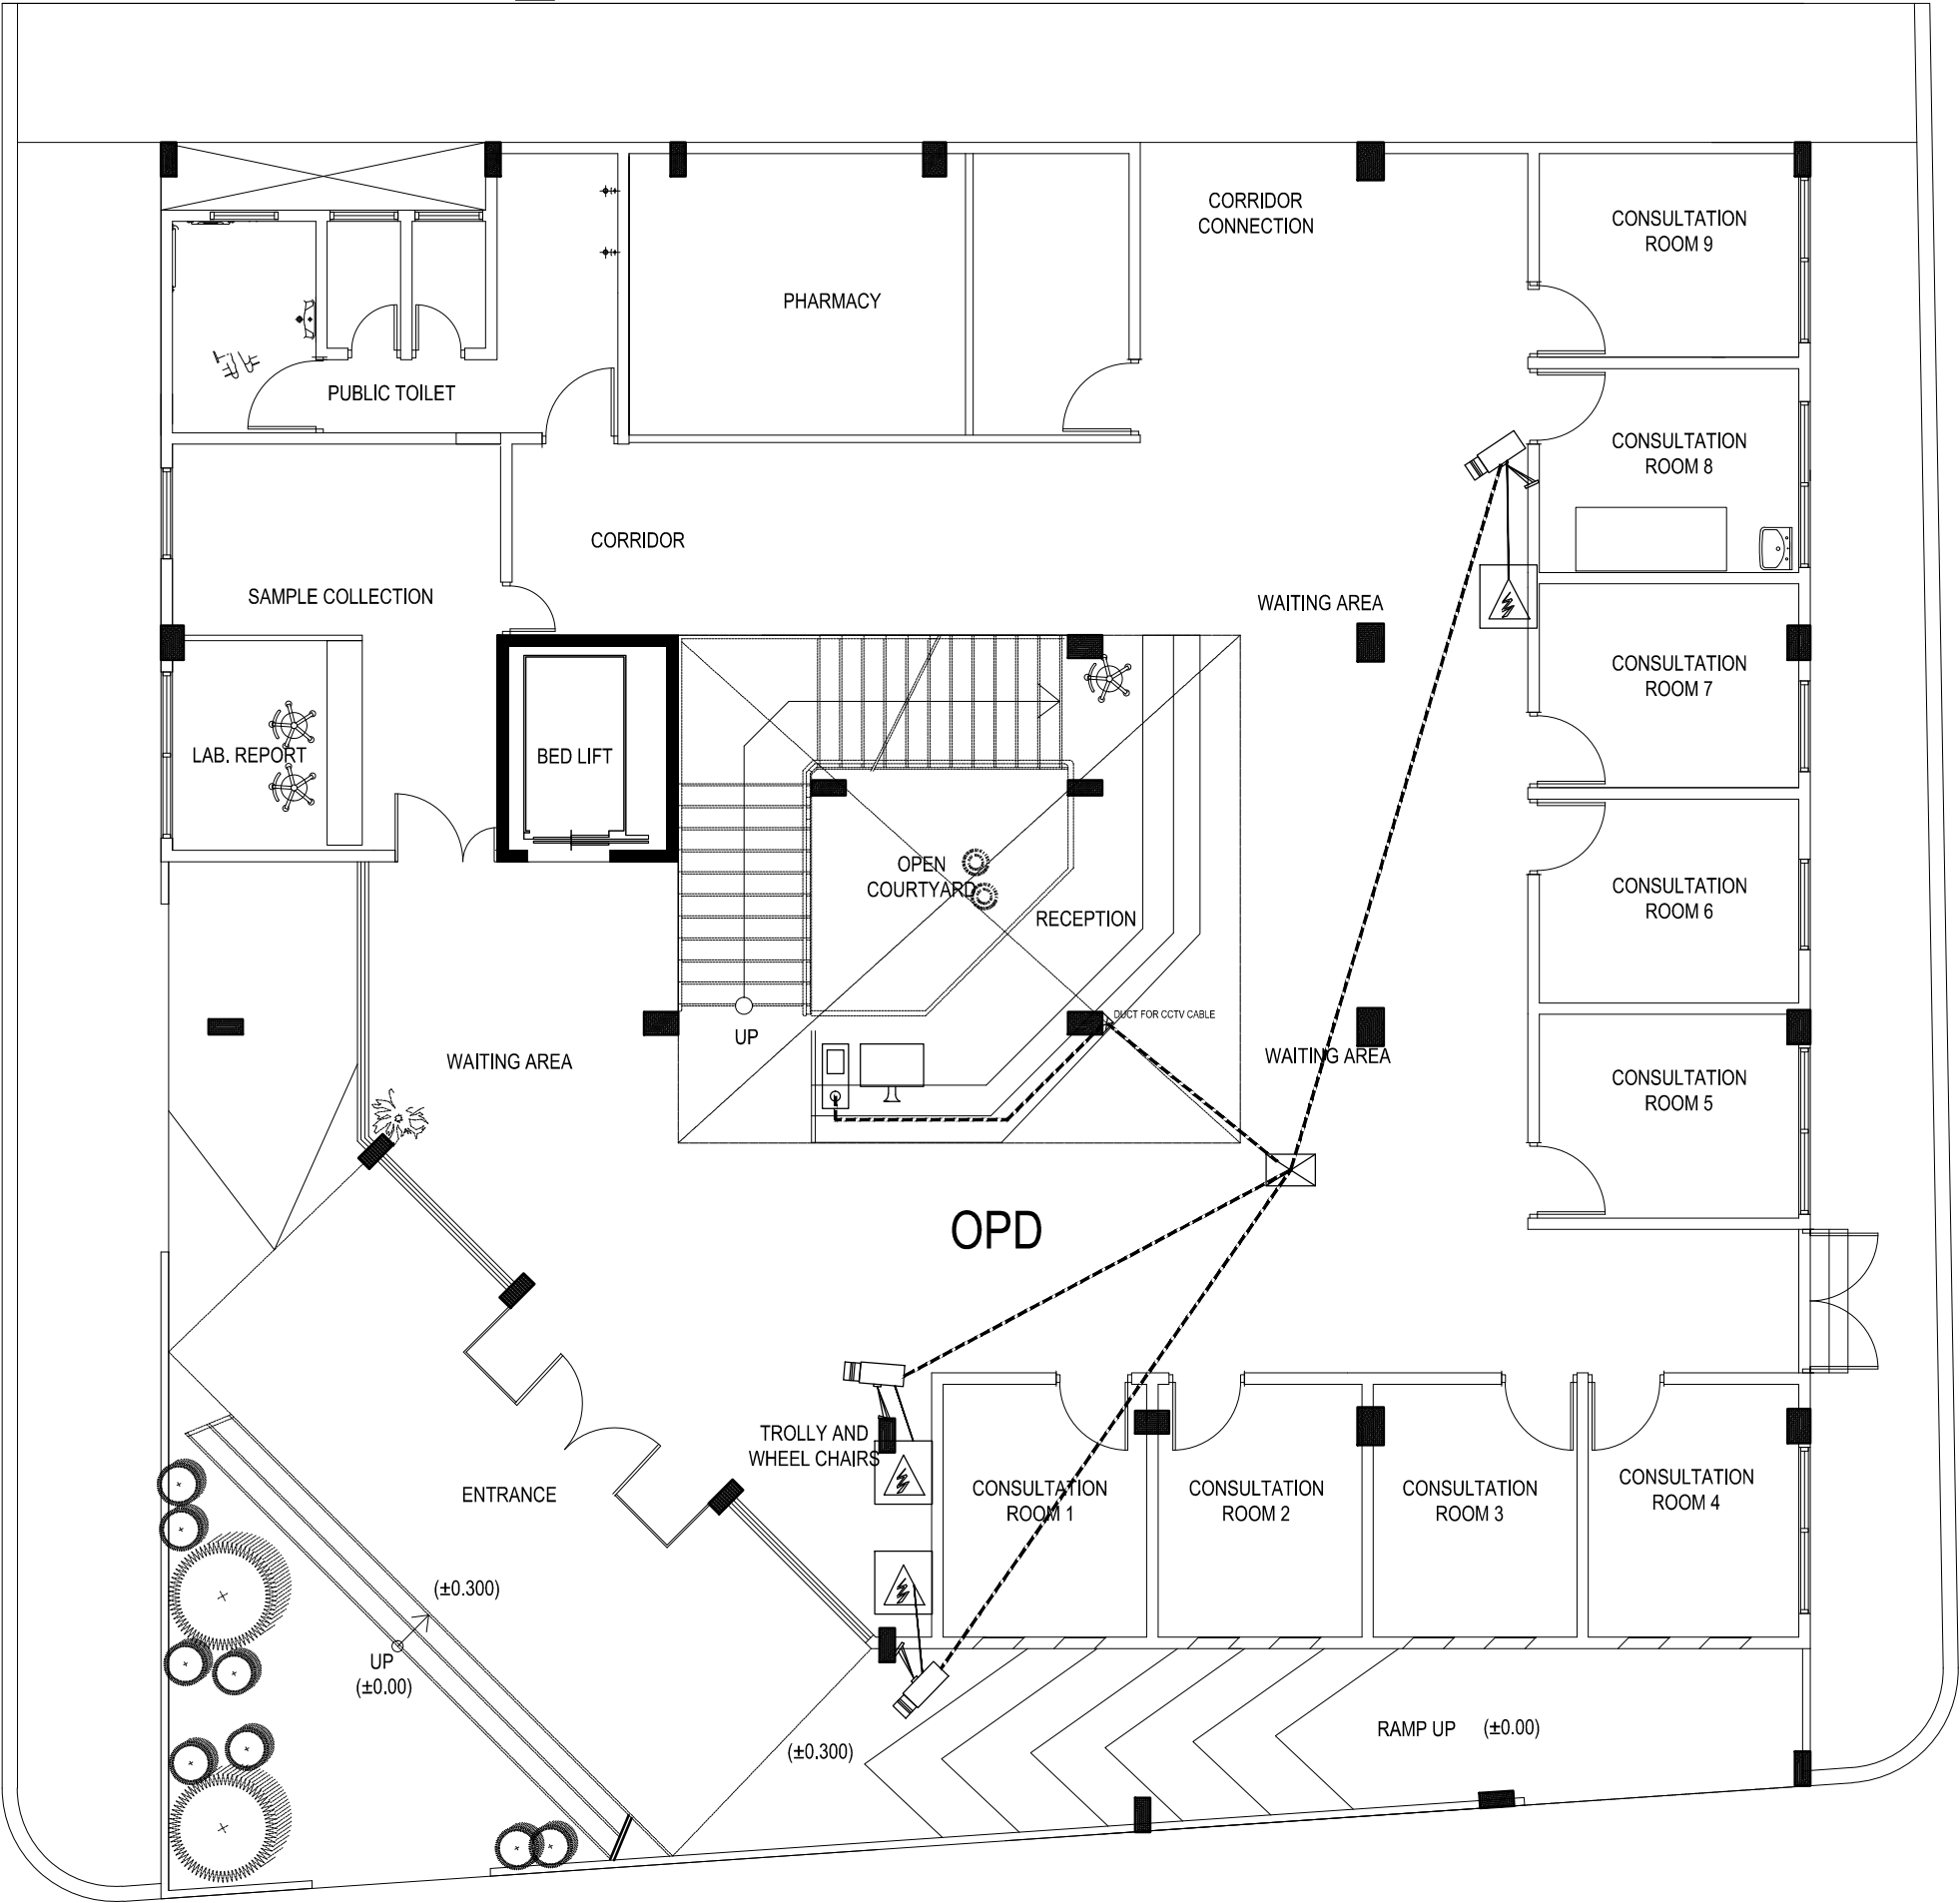 CORRIDOR
CONNECTION
CONSULTATION
ROOM 9
PHARMACY
PUBLIC TOILET
CONSULTATION
ROOM 8
CORRIDOR
SAMPLE COLLECTION
WAITING AREA
CONSULTATION
ROOM 7
LAB. REPORT
BED LIFT
OPEN
COURTYARD
RECEPTION
CONSULTATION
ROOM 6
DUCT FOR CCTV CABLE
UP
WAITING AREA
WAITING AREA
CONSULTATION
ROOM 5
OPD
TROLLY AND
WHEEL CHAIRS
ENTRANCE
CONSULTATION
ROOM 1
CONSULTATION
ROOM 2
CONSULTATION
ROOM 3
CONSULTATION
ROOM 4
(±0.300)
UP
(±0.00)
(±0.300)
RAMP UP (±0.00)